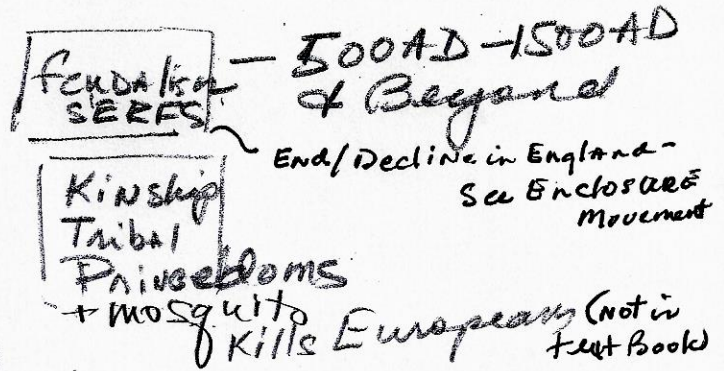 Feudalism — 500AD – 1500AD
SERFS & Beyond
End/Decline in England –
See Enclosure
Movement
Kinship
Tribal
Princedoms
+ mosquito
Kills Europeans (Not in
text Book)